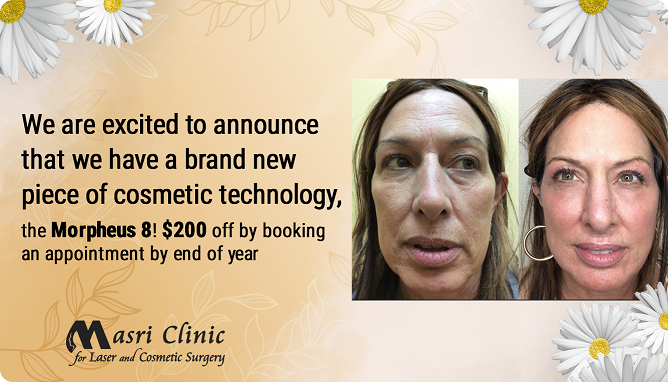 We are excited to announce
that we have a brand new
piece of cosmetic technology,
the Morpheus 8! $200 off by booking
an appointment by end of year
Masri Clinic
for Laser and Cosmetic Surgery